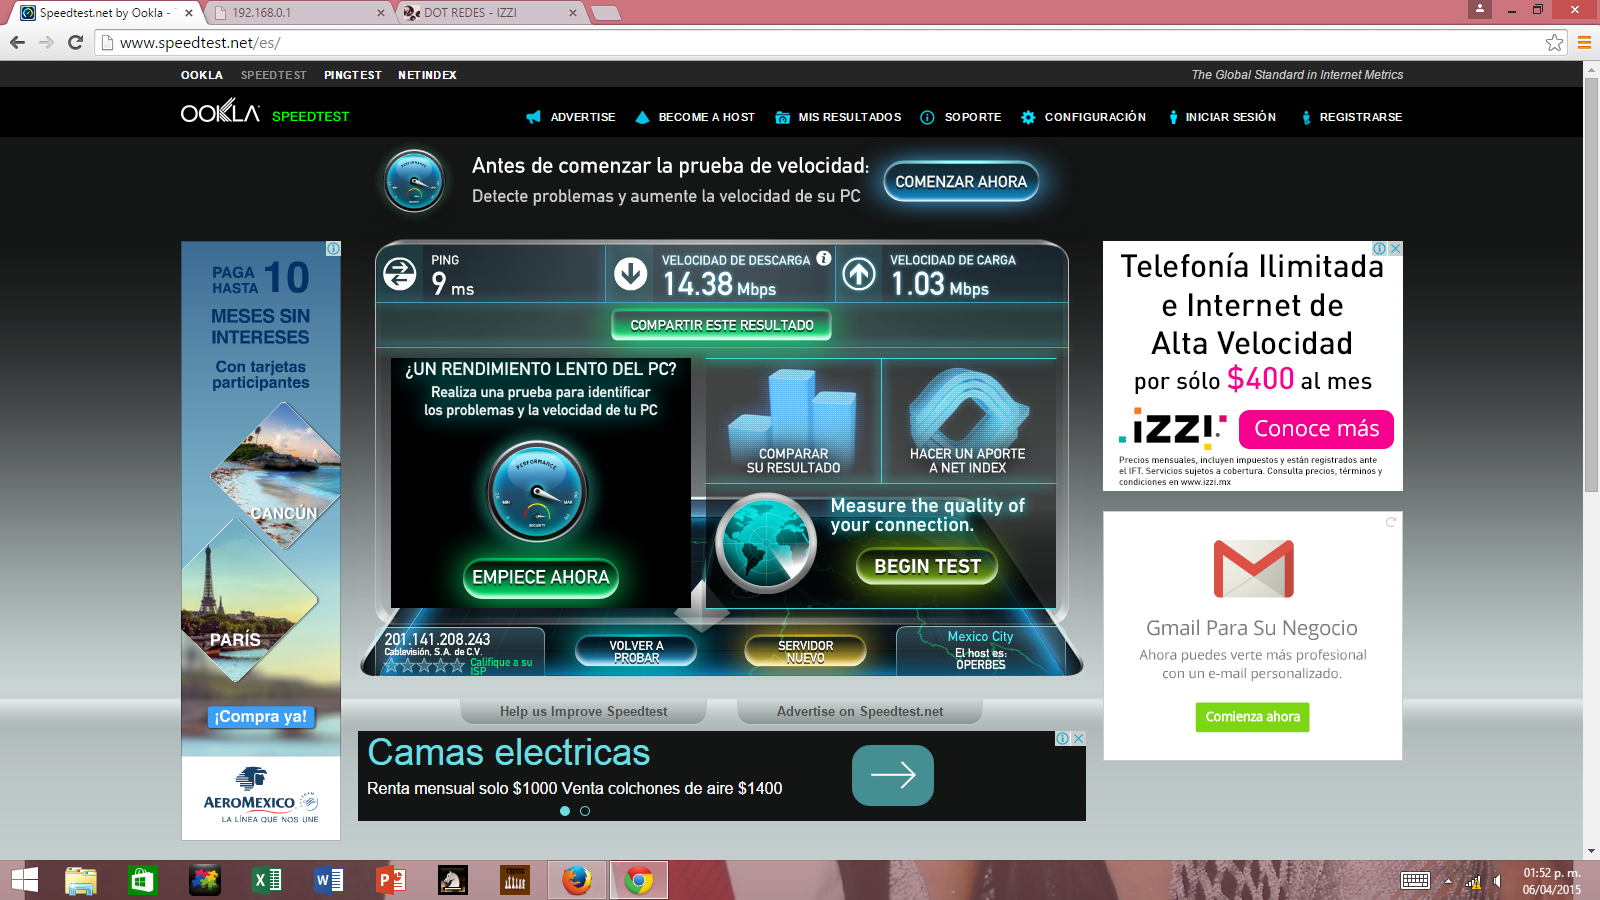 Speedtest.net by Ookla -
192.168.0.1
DOT REDES - IZZI
www.speedtest.net/es/
OOKLA SPEEDTEST PINGTEST NETINDEX
The Global Standard in Internet Metrics
OOKLA SPEEDTEST
ADVERTISE BECOME A HOST MIS RESULTADOS SOPORTE CONFIGURACIÓN INICIAR SESIÓN REGISTRARSE
Antes de comenzar la prueba de velocidad:
Detecte problemas y aumente la velocidad de su PC
COMENZAR AHORA
PAGA HASTA 10
MESES SIN
INTERESES
Con tarjetas
participantes
CANCÚN
PARÍS
¡Compra ya!
AEROMEXICO
LA LÍNEA QUE NOS UNE
PING
9 ms
VELOCIDAD DE DESCARGA
14.38 Mbps
VELOCIDAD DE CARGA
1.03 Mbps
COMPARTIR ESTE RESULTADO
¿UN RENDIMIENTO LENTO DEL PC?
Realiza una prueba para identificar
los problemas y la velocidad de tu PC
PERFORMANCE
MIN MAX
SECURITY
EMPIECE AHORA
COMPARAR
SU RESULTADO
HACER UN APORTE
A NET INDEX
Measure the quality of
your connection.
BEGIN TEST
201.141.208.243
Cablevisión, S.A. de C.V.
Califique a su
ISP
VOLVER A
PROBAR
SERVIDOR
NUEVO
Mexico City
El host es:
OPERBES
Help us Improve Speedtest
Advertise on Speedtest.net
Camas electricas
Renta mensual solo $1000 Venta colchones de aire $1400
Telefonía Ilimitada
e Internet de
Alta Velocidad
por sólo $400 al mes
izzi
Conoce más
Precios mensuales, incluyen impuestos y están registrados ante
el IFT. Servicios sujetos a cobertura. Consulta precios, términos y
condiciones en www.izzi.mx
Gmail Para Su Negocio
Ahora puedes verte más profesional
con un e-mail personalizado.
Comienza ahora
01:52 p. m.
06/04/2015